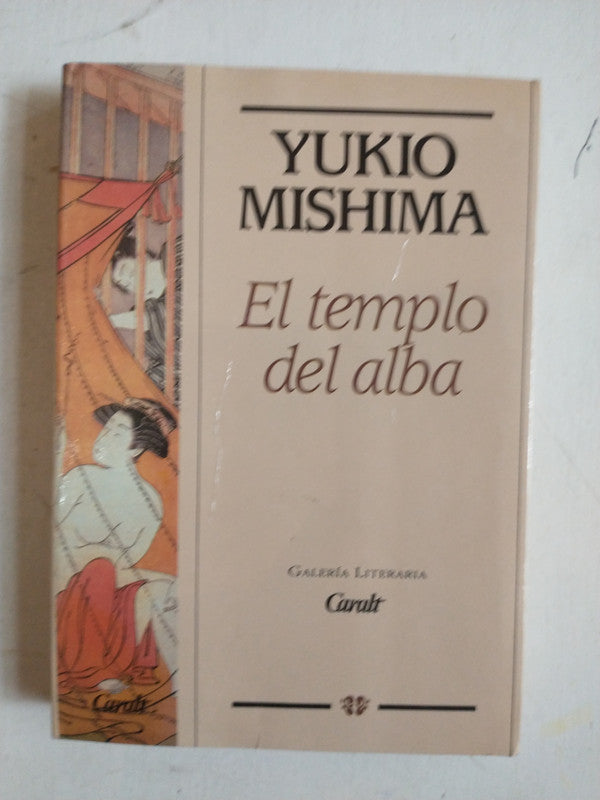 YUKIO
MISHIMA
El templo
del alba
GALERÍA LITERARIA
Caralt
Caralt